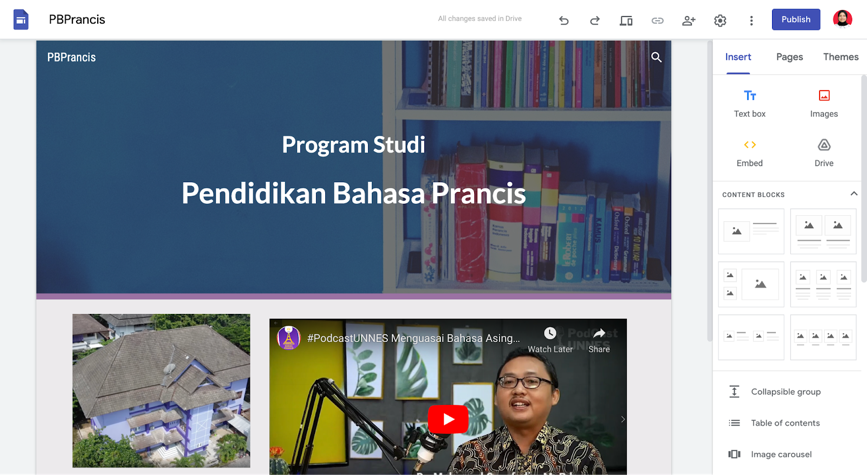 PBPrancis
All changes saved in Drive
Publish
PBPrancis
Program Studi
Pendidikan Bahasa Prancis
#PodcastUNNES Menguasai Bahasa Asing...
Watch Later
Share
Insert
Pages
Themes
Text box
Images
Embed
Drive
CONTENT BLOCKS
Collapsible group
Table of contents
Image carousel